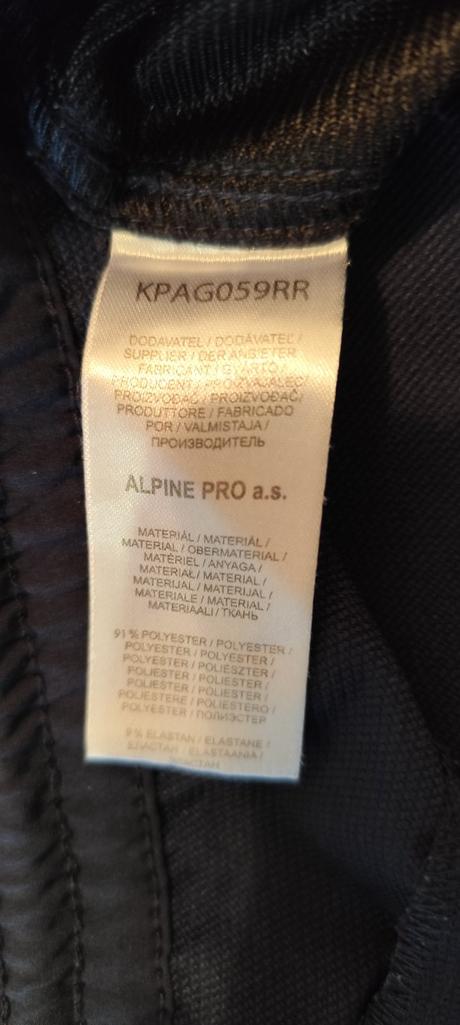 KPAG059RR
DODAVATEL / DODÁVATEĽ /
SUPPLIER / DER ANBIETER
FABRICANT / GYÁRTÓ /
PRODUCENT / PROIZVAJALEC/
PROIZVOĐAČ / PROIZVOĐAČ/
PRODUTTORE / FABRICADO
POR / VALMISTAJA /
ПРОИЗВОДИТЕЛЬ
ALPINE PRO a.s.
MATERIÁL / MATERIÁL /
MATERIAL / OBERMATERIAL /
MATÉRIEL / ANYAGA /
MATERIAŁ / MATERIAL /
MATERIJAL / MATERIJAL /
MATERIALE / MATERIAL /
MATERIAALI / ТКАНЬ
91 % POLYESTER / POLYESTER /
POLYESTER / POLYESTER /
POLYESTER / POLIÉSZTER /
POLIESTER / POLIESTER /
POLIESTER / POLIESTER /
POLIESTERE / POLIESTERO /
POLYESTER / ПОЛИЭСТЕР
9 % ELASTAN / ELASTANE /
ЕЛАСТАН / ELASTAANIA /